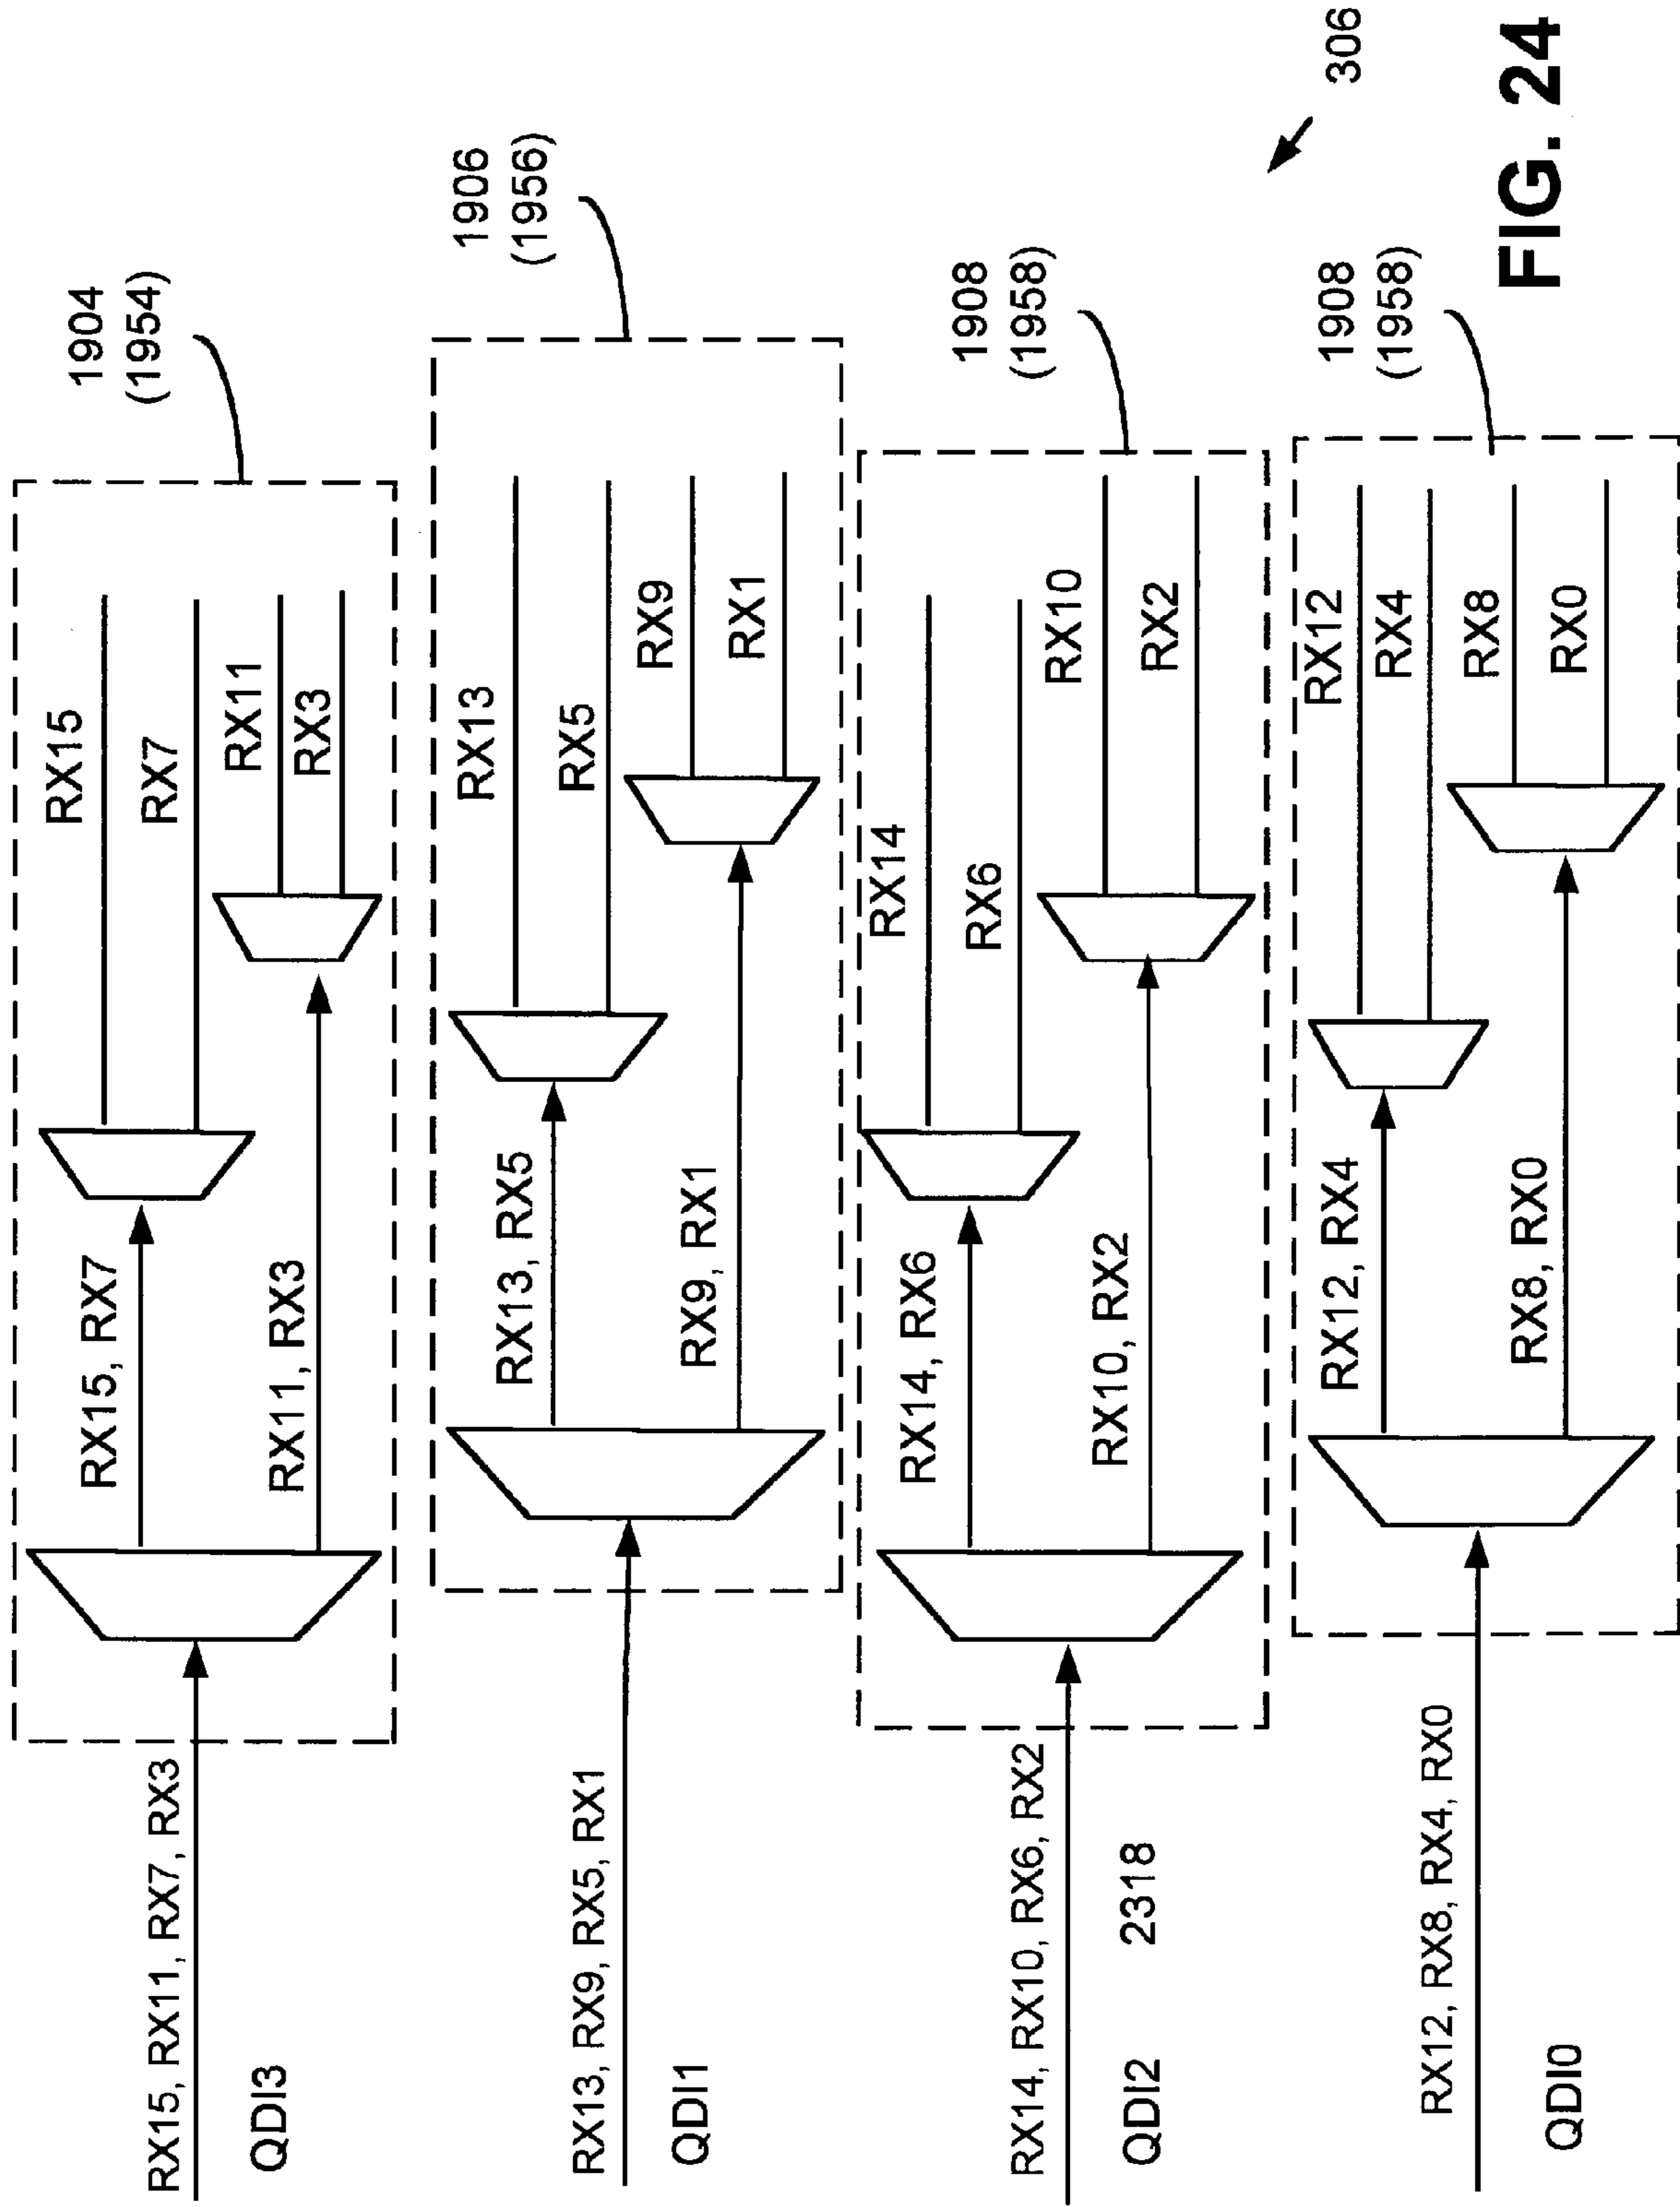 RX15, RX11, RX7, RX3
QDI3
RX15, RX7
RX11, RX3
RX15
RX7
RX11
RX3
1904
(1954)
RX13, RX9, RX5, RX1
QDI1
RX13, RX5
RX9, RX1
RX13
RX5
RX9
RX1
1906
(1956)
RX14, RX10, RX6, RX2
QDI2
2318
RX14, RX6
RX10, RX2
RX14
RX6
RX10
RX2
1908
(1958)
RX12, RX8, RX4, RX0
QDI0
RX12, RX4
RX8, RX0
RX12
RX4
RX8
RX0
1908
(1958)
306
FIG. 24